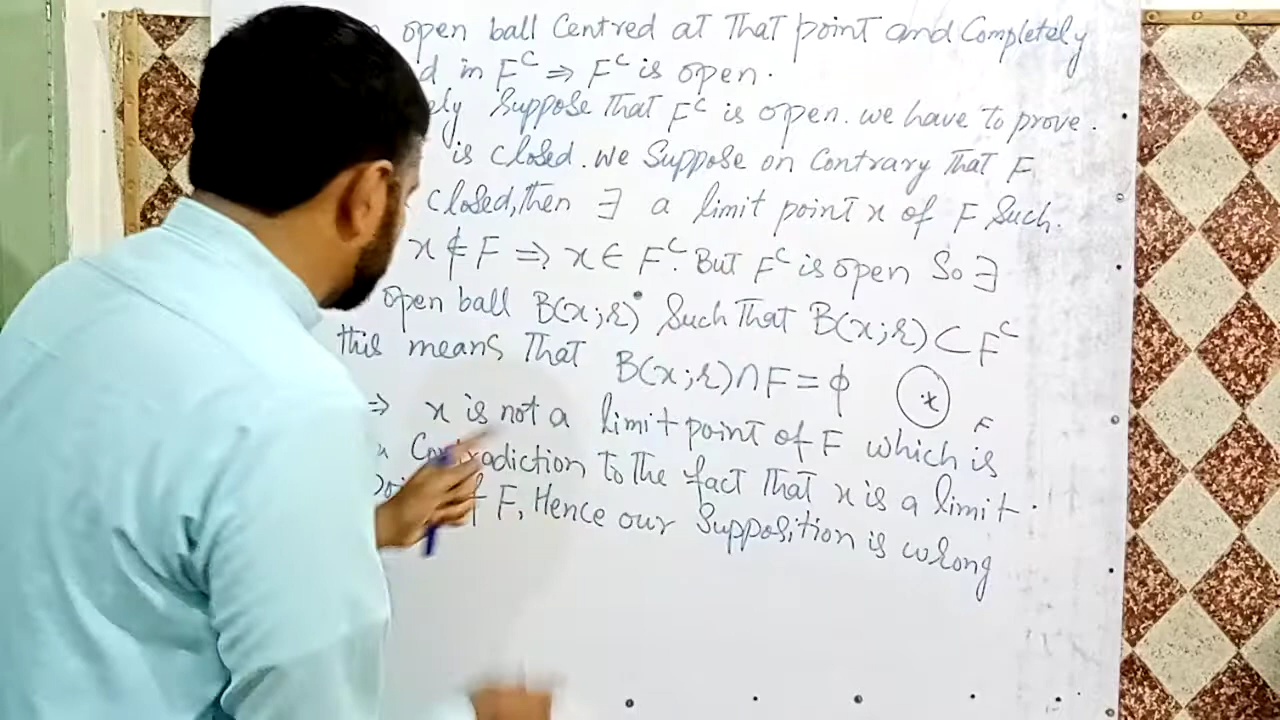 open ball Centred at That point and Completely
d in F^C ⇒ F^C is open.
ely Suppose That F^C is open. we have to prove.
is closed. we Suppose on Contrary That F
closed, then ∃ a limit point x of F Such.
x ∉ F ⇒ x ∈ F^C. But F^C is open So ∃
open ball B(x;r) Such That B(x;r) ⊂ F^C
this means That B(x;r) ∩ F = ϕ x F
⇒ x is not a limit point of F which is
Contradiction to the fact That x is a limit.
F, Hence our Supposition is wrong